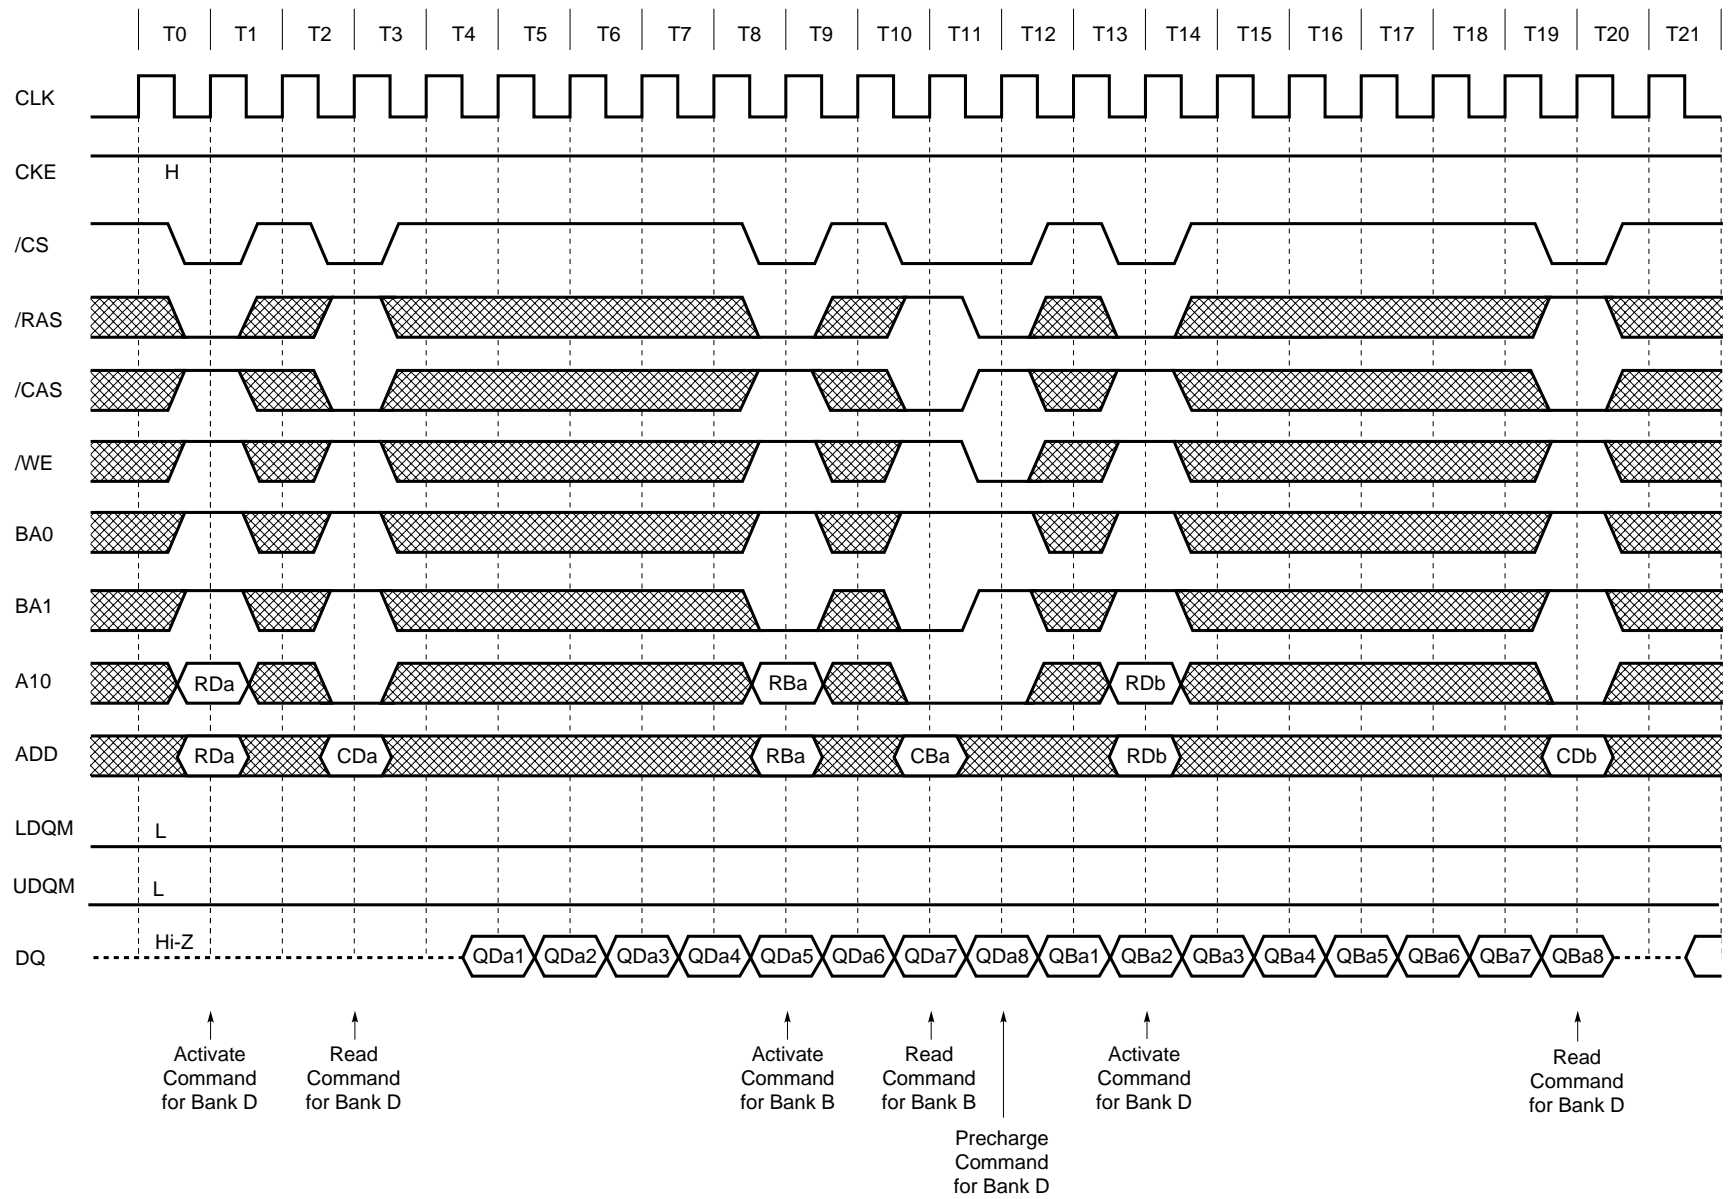 T0 T1 T2 T3 T4 T5 T6 T7 T8 T9 T10 T11 T12 T13 T14 T15 T16 T17 T18 T19 T20 T21
CLK
CKE H
/CS
/RAS
/CAS
/WE
BA0
BA1
A10 RDa RBa RDb
ADD RDa CDa RBa CBa RDb CDb
LDQM L
UDQM L
DQ Hi-Z QDa1 QDa2 QDa3 QDa4 QDa5 QDa6 QDa7 QDa8 QBa1 QBa2 QBa3 QBa4 QBa5 QBa6 QBa7 QBa8
Activate
Command
for Bank D
Read
Command
for Bank D
Activate
Command
for Bank B
Read
Command
for Bank B
Precharge
Command
for Bank D
Activate
Command
for Bank D
Read
Command
for Bank D